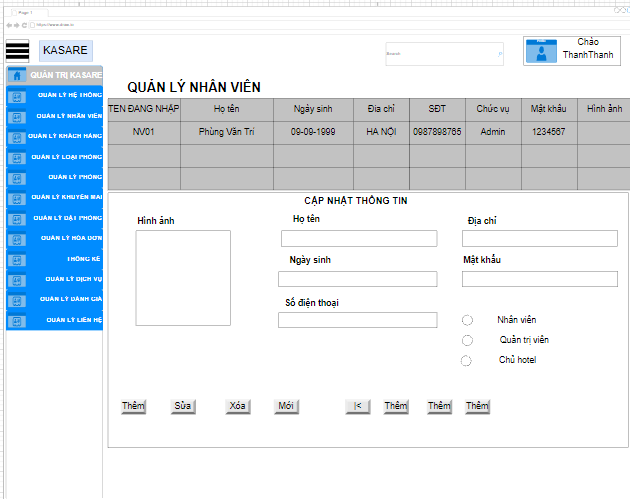 Page 1
KASARE
Search
Chào
ThanhThanh
QUẢN TRỊ KASARE
QUẢN LÝ HỆ THỐNG
QUẢN LÝ NHÂN VIÊN
QUẢN LÝ KHÁCH HÀNG
QUẢN LÝ LOẠI PHÒNG
QUẢN LÝ PHÒNG
QUẢN LÝ KHUYẾN MÃI
QUẢN LÝ ĐẶT PHÒNG
QUẢN LÝ HÓA ĐƠN
THỐNG KÊ
QUẢN LÝ DỊCH VỤ
QUẢN LÝ ĐÁNH GIÁ
QUẢN LÝ LIÊN HỆ
QUẢN LÝ NHÂN VIÊN
TÊN ĐĂNG NHẬP Họ tên Ngày sinh Địa chỉ SĐT Chức vụ Mật khẩu Hình ảnh
NV01 Phùng Văn Trí 09-09-1999 HÀ NỘI 0987898765 Admin 1234567
CẬP NHẬT THÔNG TIN
Hình ảnh Họ tên Địa chỉ
Ngày sinh Mật khẩu
Số điện thoại
Nhân viên
Quản trị viên
Chủ hotel
Thêm Sửa Xóa Mới |< Thêm Thêm Thêm